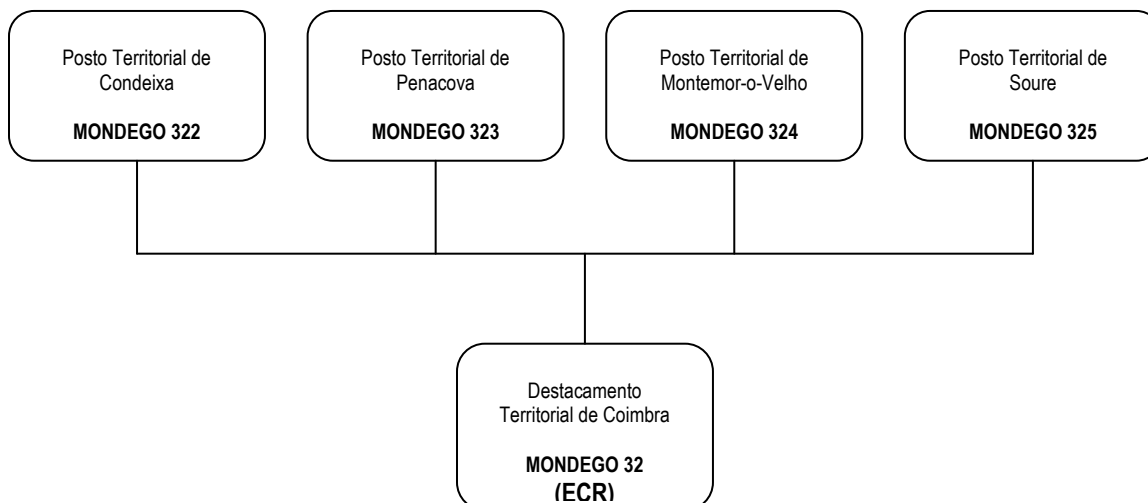 Posto Territorial de
Condeixa
MONDEGO 322
Posto Territorial de
Penacova
MONDEGO 323
Posto Territorial de
Montemor-o-Velho
MONDEGO 324
Posto Territorial de
Soure
MONDEGO 325
Destacamento
Territorial de Coimbra
MONDEGO 32
(ECR)